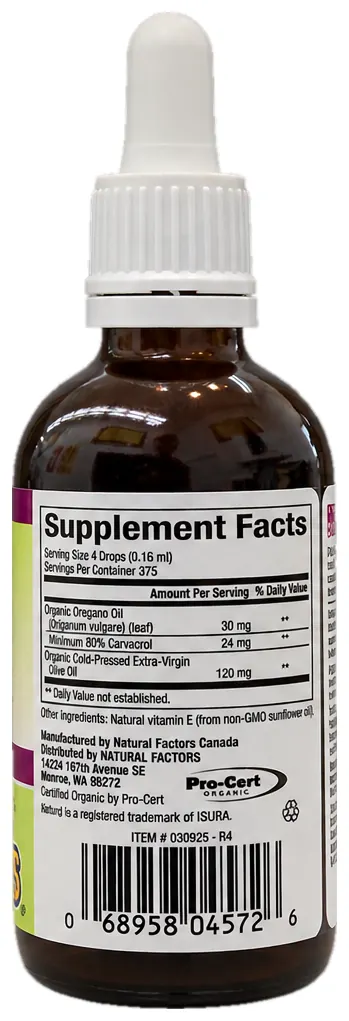 Supplement Facts
Serving Size 4 Drops (0.16 ml)
Servings Per Container 375
Amount Per Serving % Daily Value
Organic Oregano Oil
(Origanum vulgare) (leaf) 30 mg **
Minimum 80% Carvacrol 24 mg **
Organic Cold-Pressed Extra-Virgin
Olive Oil 120 mg **
** Daily Value not established.
Other ingredients: Natural vitamin E (from non-GMO sunflower oil).
Manufactured by Natural Factors Canada
Distributed by NATURAL FACTORS
14224 167th Avenue SE
Monroe, WA 98272
Certified Organic by Pro-Cert
is a registered trademark of ISURA.
Pro-Cert
ORGANIC
ITEM # 030925 - R4
0 68958 04572 6